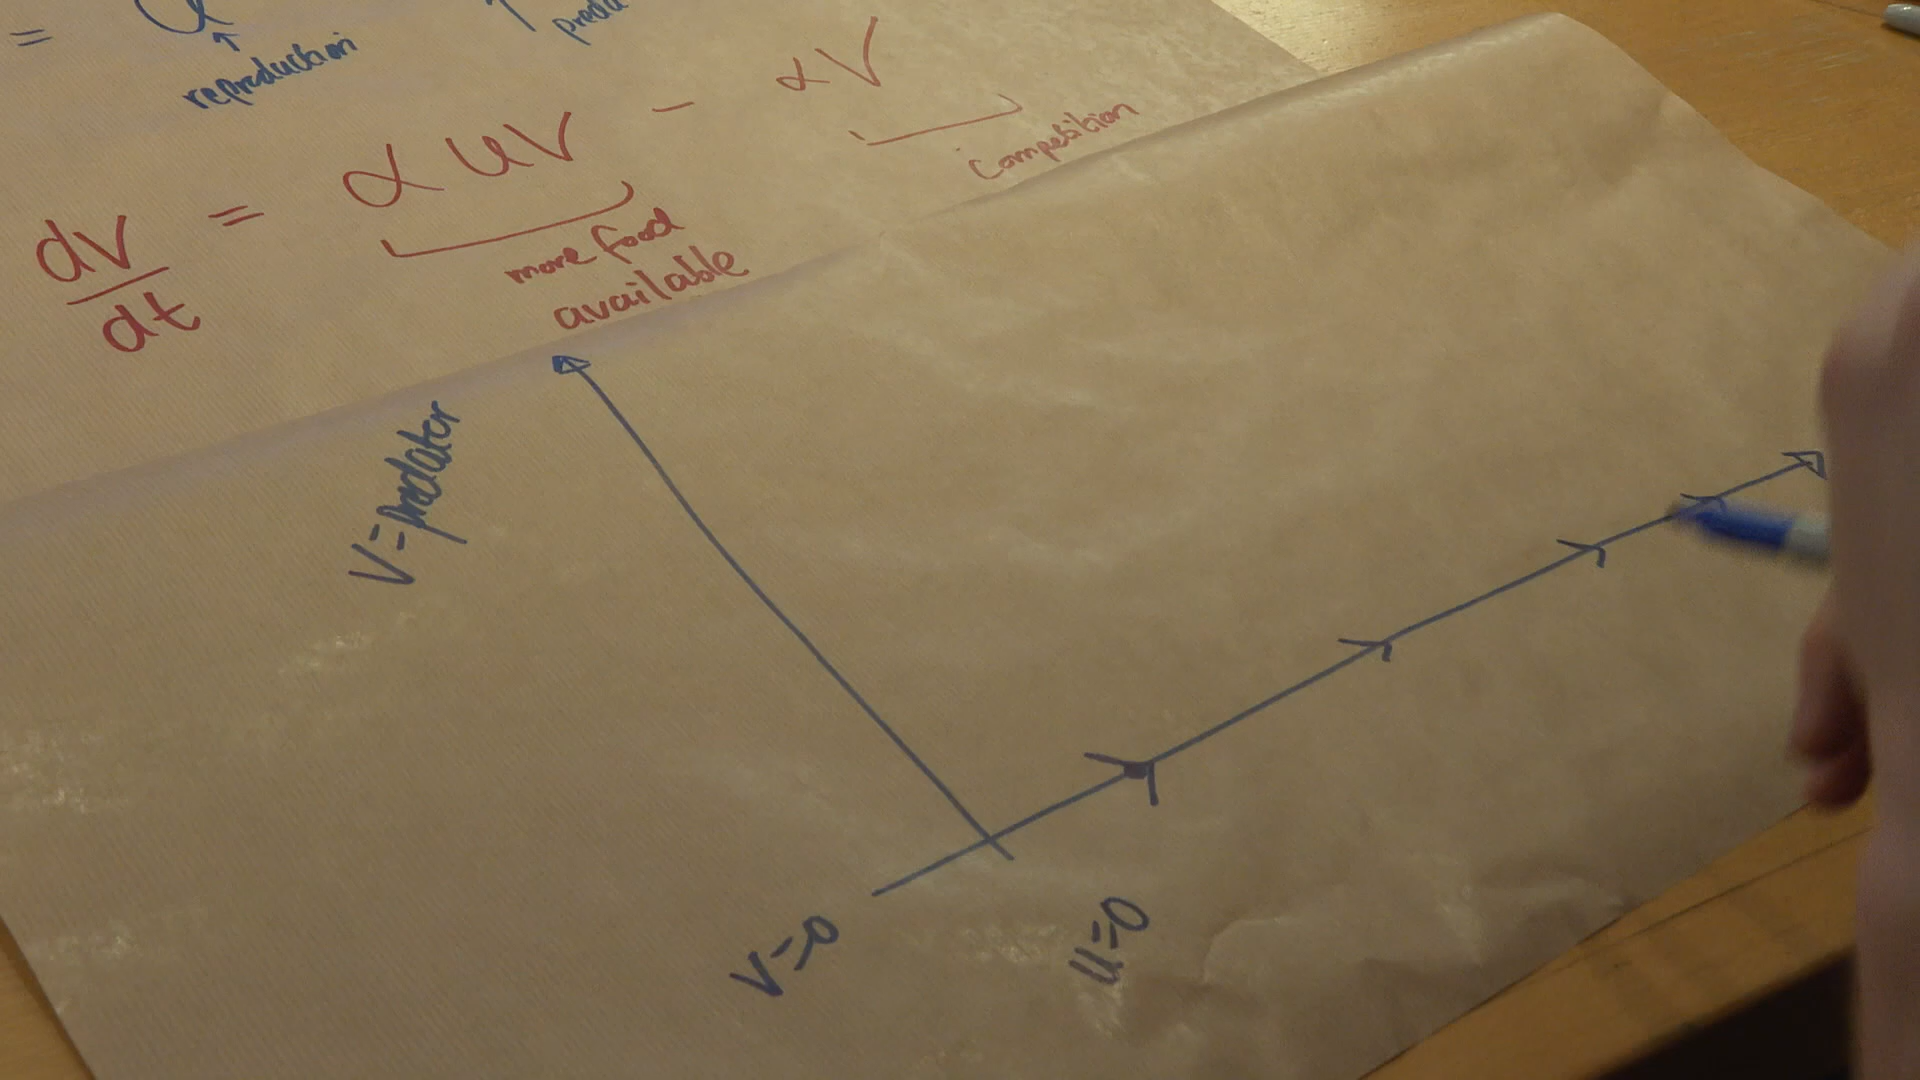 = u
reproduction
dv/dt = αuv - αv
more food
available
Competition
V=predator
V=0
u=0